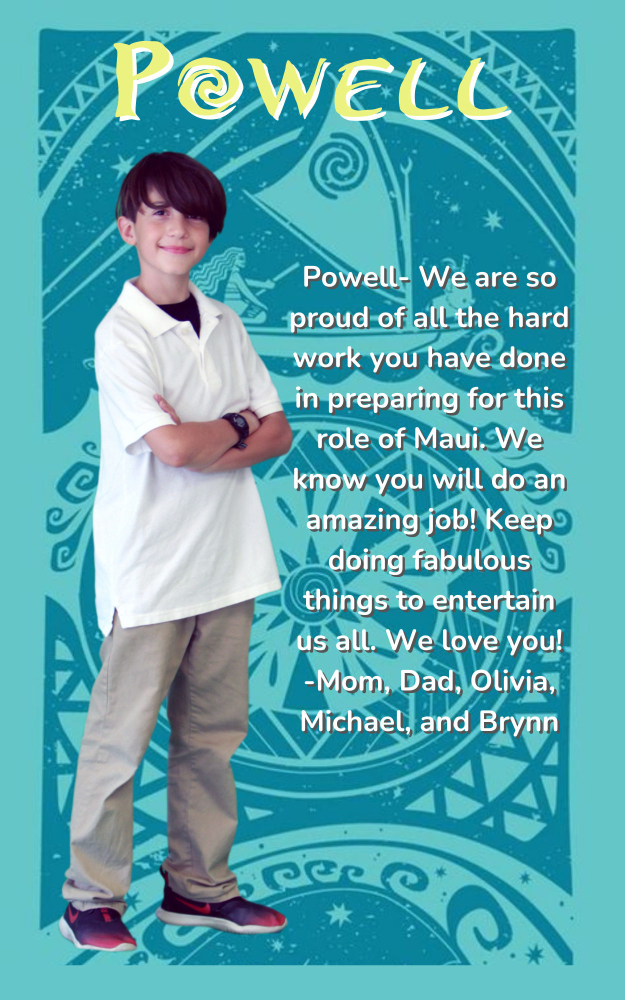 Powell
Powell- We are so
proud of all the hard
work you have done
in preparing for this
role of Maui. We
know you will do an
amazing job! Keep
doing fabulous
things to entertain
us all. We love you!
-Mom, Dad, Olivia,
Michael, and Brynn